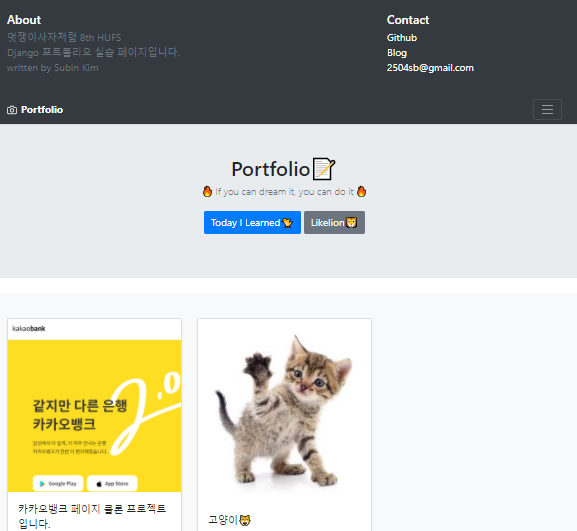 About
멋쟁이사자처럼 8th HUFS
Django 포트폴리오 실습 페이지입니다.
written by Subin Kim
Contact
Github
Blog
2504sb@gmail.com
Portfolio
Portfolio📝
🔥 If you can dream it, you can do it 🔥
Today I Learned
Likelion
kakaobank
2.0
같지만 다른 은행
카카오뱅크
Google Play
App Store
카카오뱅크 페이지 클론 프로젝트
입니다.
고양이